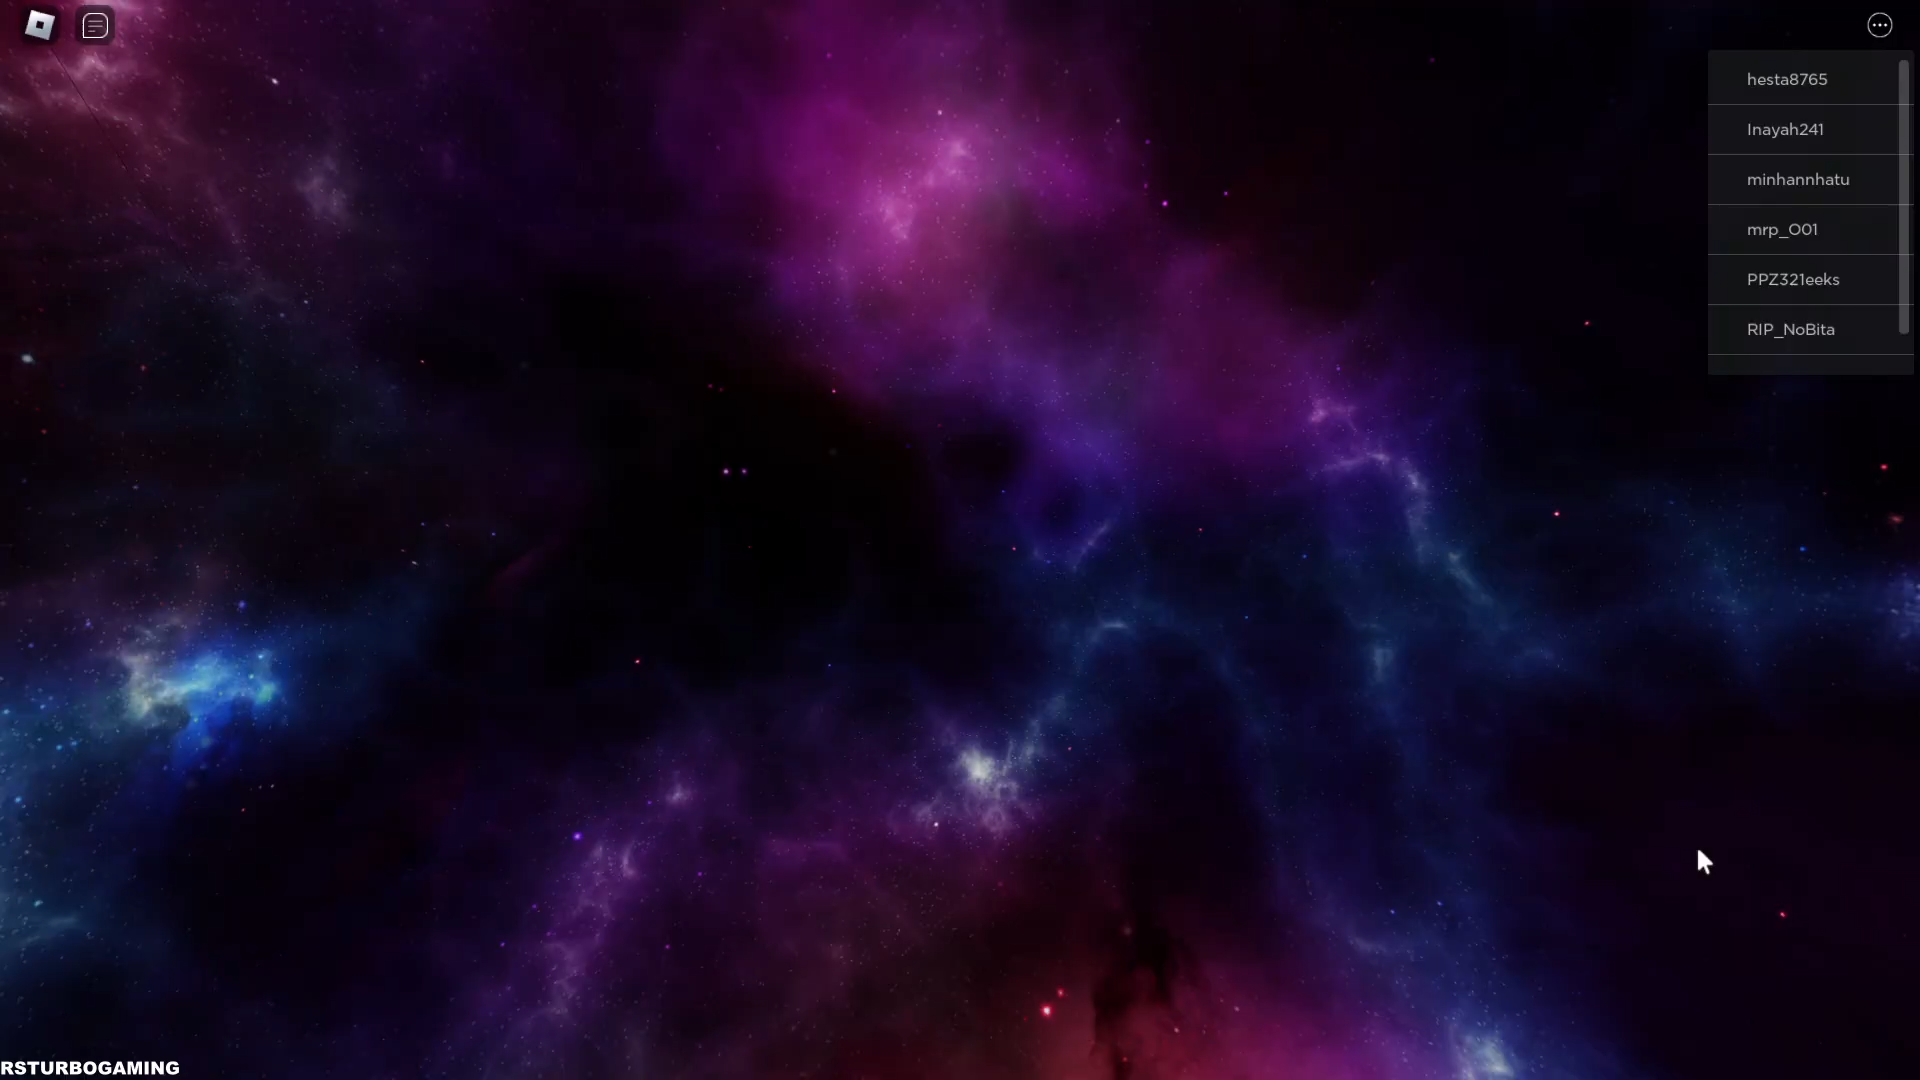 hesta8765
Inayah241
minhannhatu
mrp_O01
PPZ321eeks
RIP_NoBita
RSTURBOGAMING